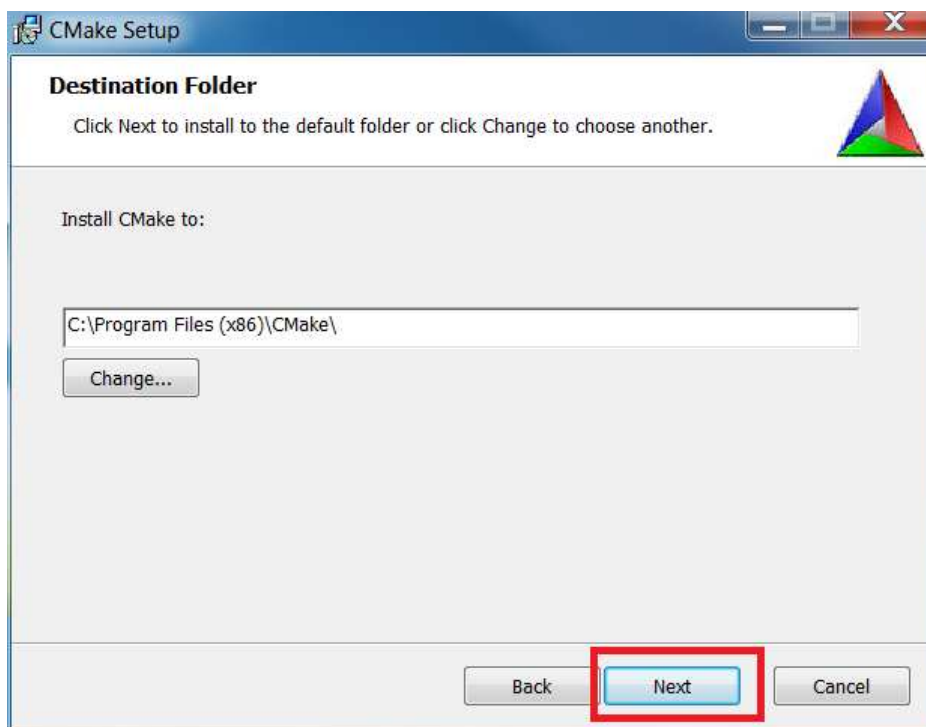 CMake Setup
Destination Folder
Click Next to install to the default folder or click Change to choose another.
Install CMake to:
C:\Program Files (x86)\CMake\
Change...
Back Next Cancel